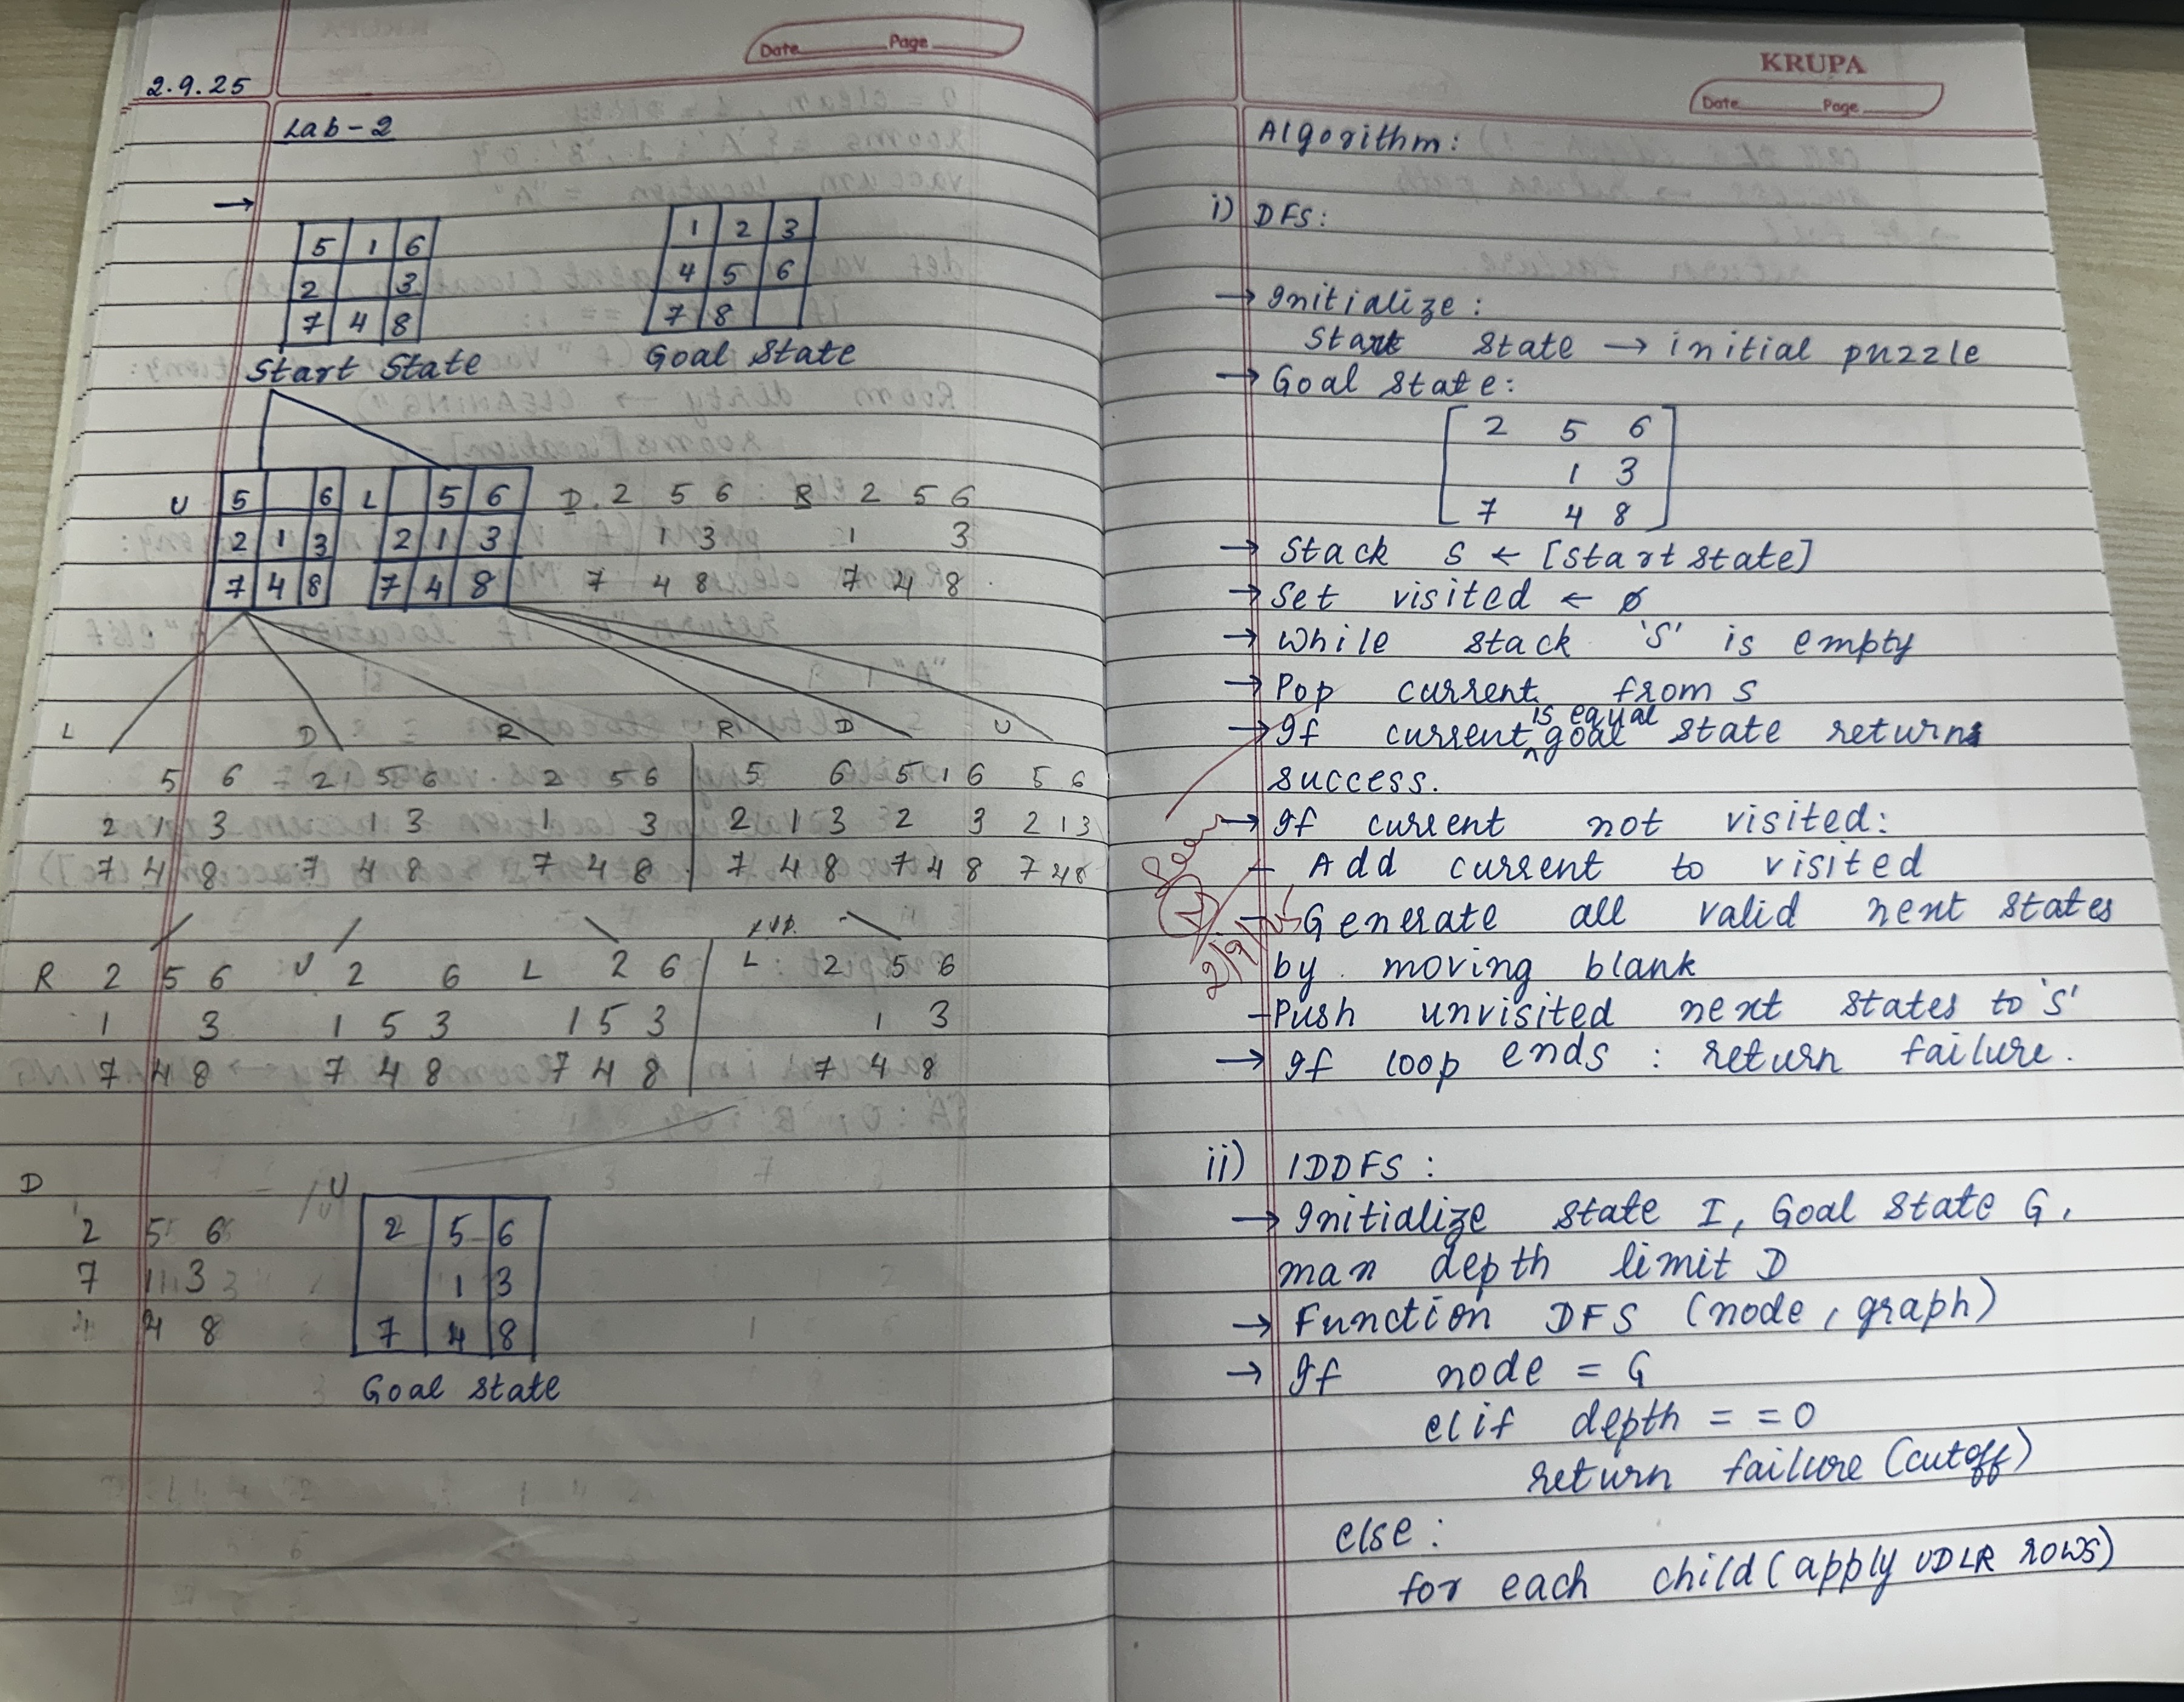 Date Page
2.9.25
Lab-2
→
5 1 6
2 3
7 4 8
Start State
1 2 3
4 5 6
7 8
Goal State
U 5 6 L 5 6 D. 2 5 6 R 2 5 6
2 1 3 2 1 3 1 3 1 3
7 4 8 7 4 8 7 4 8 7 4 8
L D R R D U
5 6 2 5 6 2 5 6 5 6 5 1 6 5 6
2 1 3 1 3 1 3 2 1 3 2 3 2 1 3
7 4 8 7 4 8 7 4 8 7 4 8 7 4 8 7 4 8
R 2 5 6 U 2 6 L 2 6 L 2 5 6
1 3 1 5 3 1 5 3 1 3
7 4 8 7 4 8 7 4 8 7 4 8
D
2 5 6
7 1 3
4 8
U
2 5 6
1 3
7 4 8
Goal State
KRUPA
Date Page
Algorithm:
i) DFS:
→ Initialize:
Start state → initial puzzle
→ Goal state:
2 5 6
1 3
7 4 8
→ Stack S ← [start state]
→ Set visited ← ø
→ While stack 'S' is empty
→ Pop current from S
→ If current is equal goal state return
success.
→ If current not visited:
- Add current to visited
- Generate all valid next states
by moving blank
- Push unvisited next states to 'S'
→ If loop ends : return failure.
ii) IDDFS:
→ Initialize state I, Goal state G,
max depth limit D
→ Function DFS (node, graph)
→ If node = G
elif depth == 0
return failure (cutoff)
else:
for each child (apply UDLR rows)